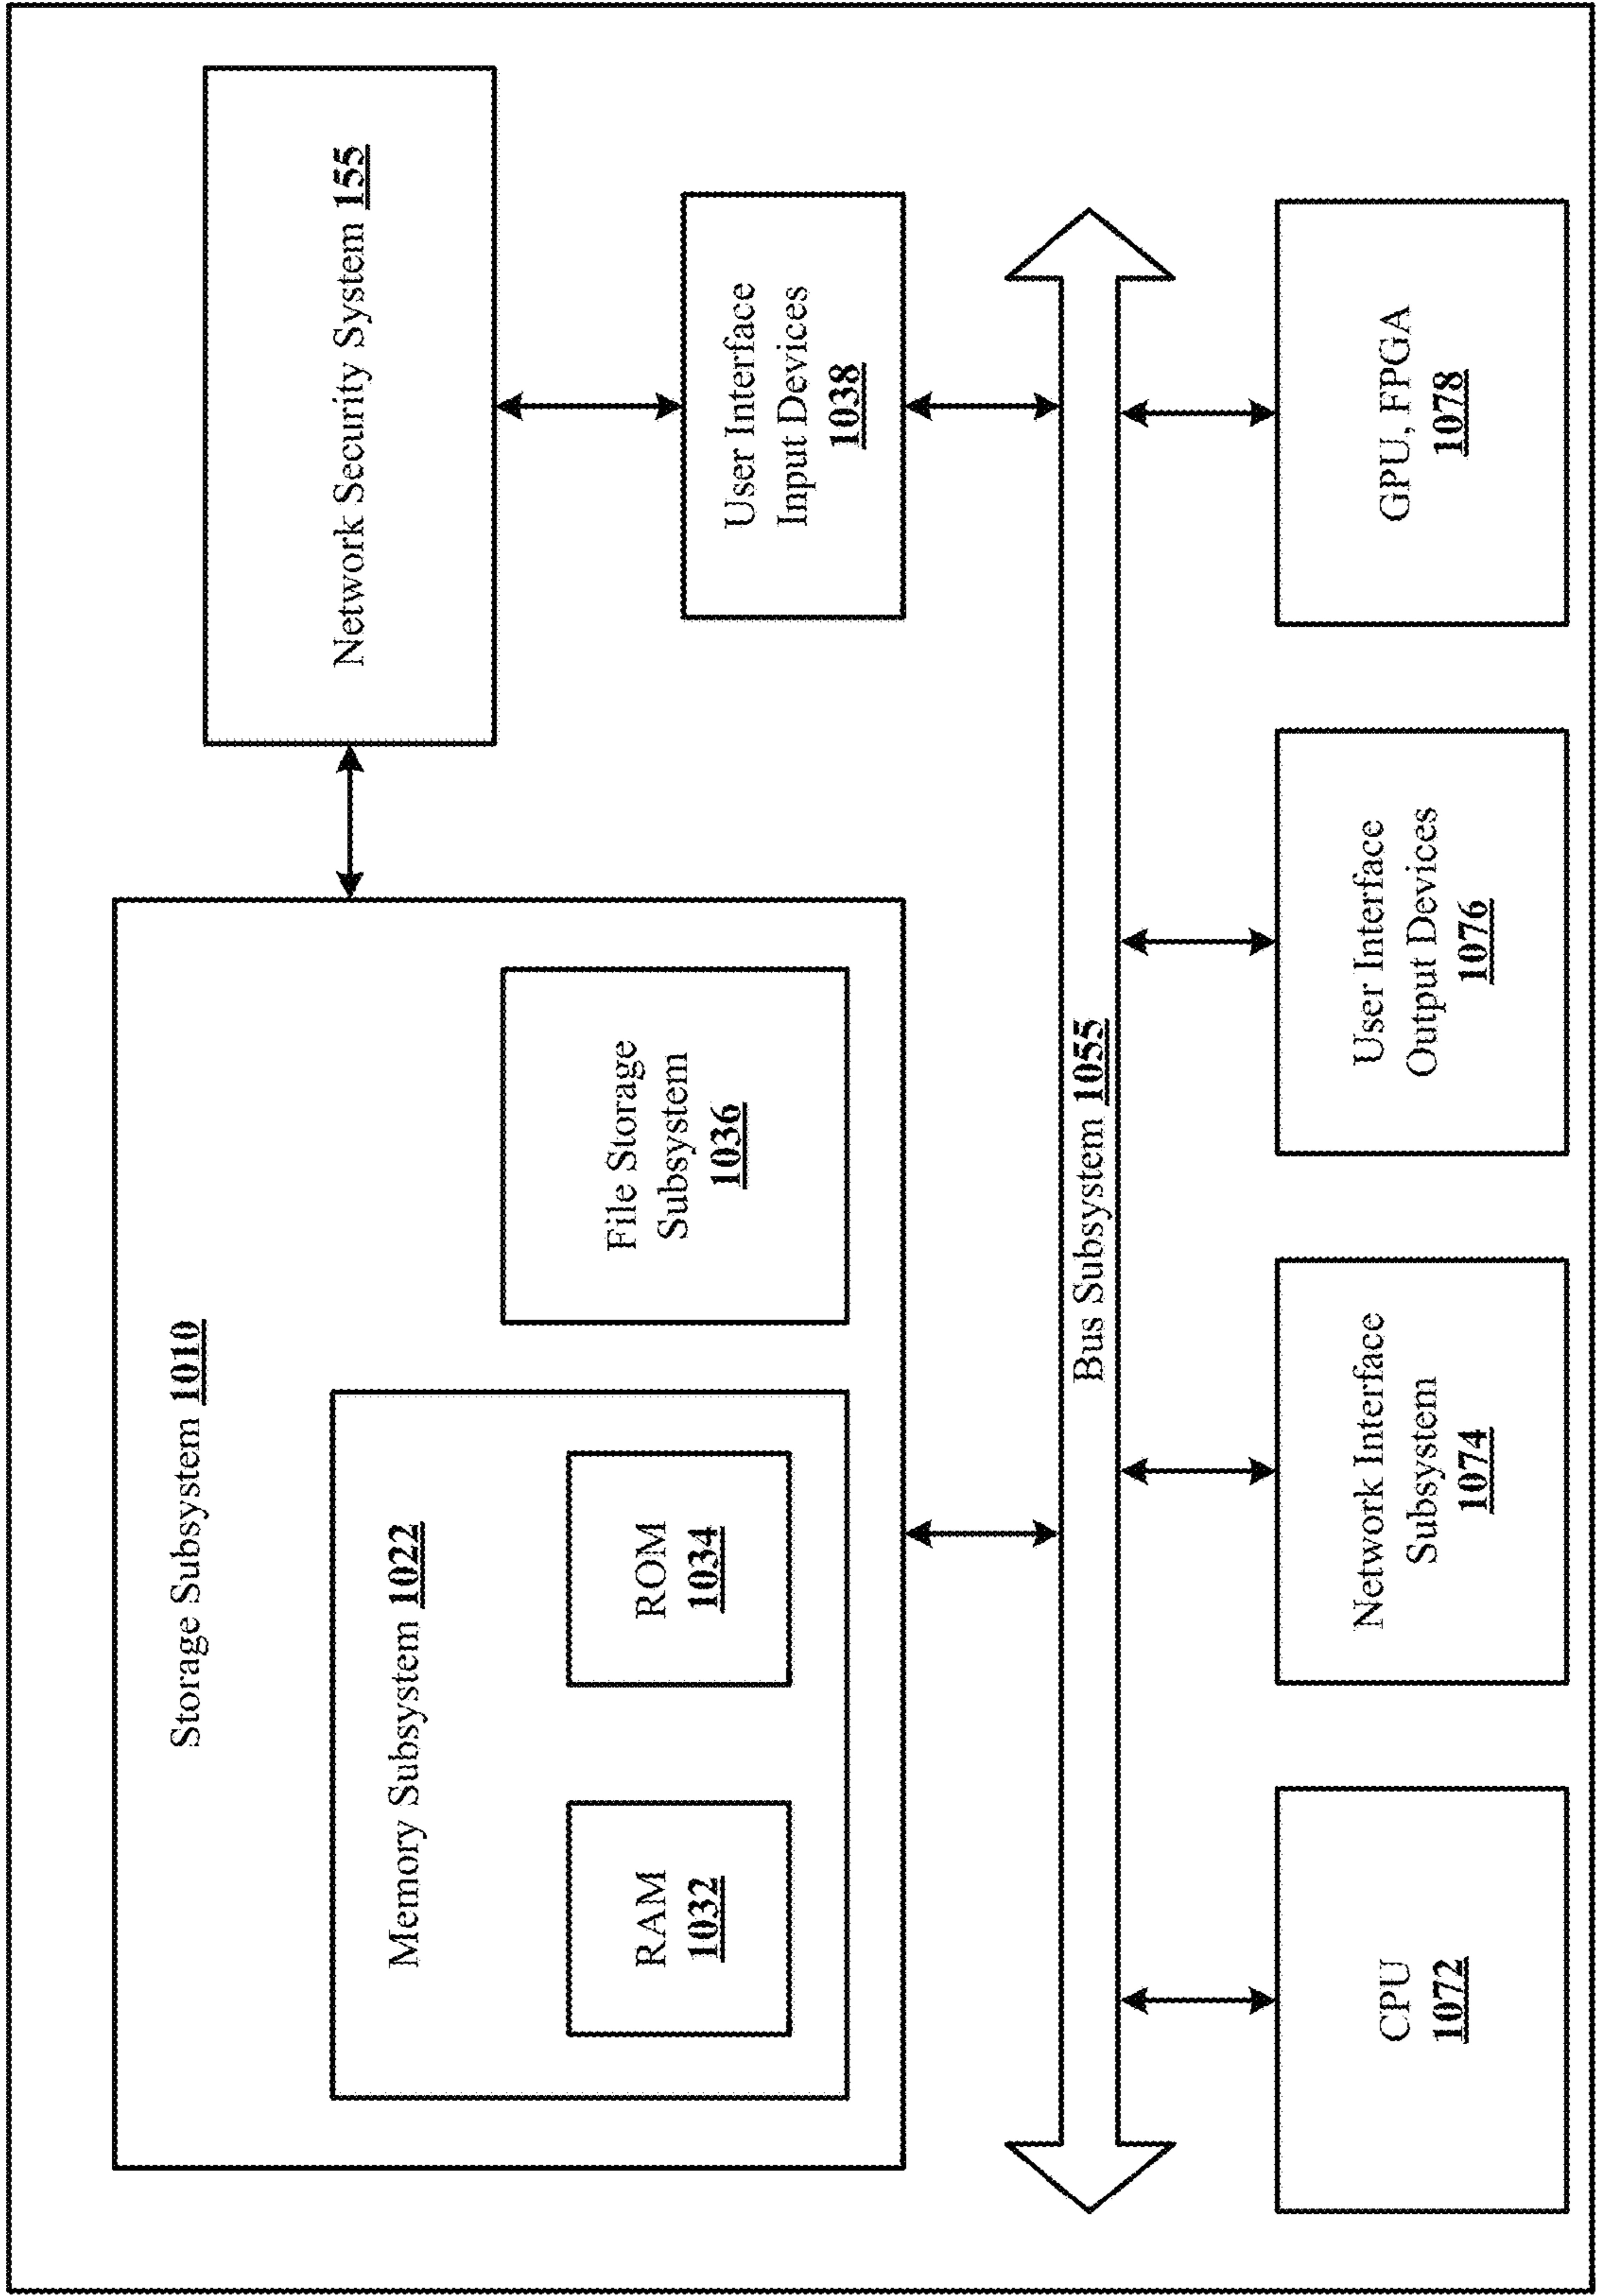 Storage Subsystem 1010
Memory Subsystem 1022
RAM
1032
ROM
1034
File Storage
Subsystem
1036
Network Security System 155
User Interface
Input Devices
1038
Bus Subsystem 1055
CPU
1072
Network Interface
Subsystem
1074
User Interface
Output Devices
1076
GPU, FPGA
1078